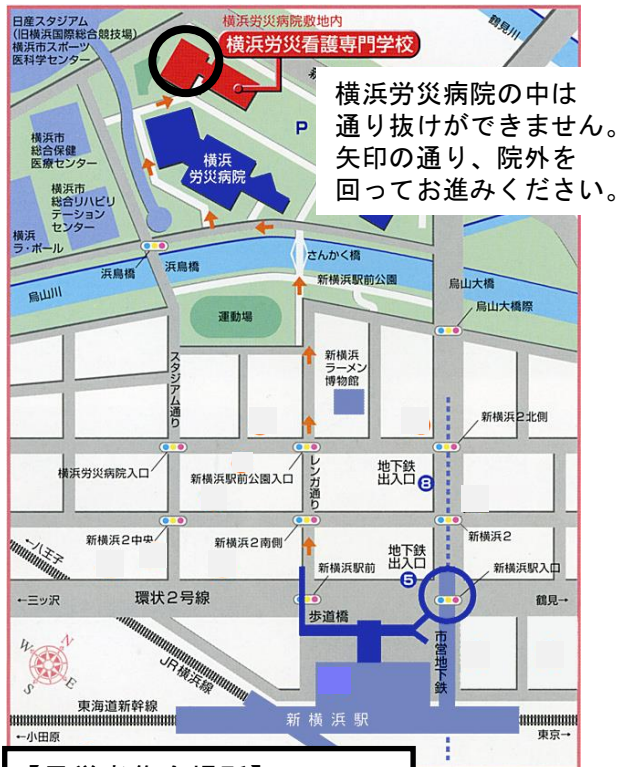 日産スタジアム
(旧横浜国際総合競技場)
横浜市スポーツ
医科学センター
横浜労災病院敷地内
横浜労災看護専門学校
鶴見川
横浜労災病院の中は
通り抜けができません。
矢印の通り、院外を
回ってお進みください。
P
横浜市
総合保健
医療センター
横浜
労災病院
横浜市
総合リハビリ
テーション
センター
横浜
ラ・ポール
浜鳥橋
浜鳥橋
さんかく橋
新横浜駅前公園
鳥山大橋
鳥山川
鳥山大橋際
運動場
スタジアム通り
新横浜
ラーメン
博物館
新横浜2北側
横浜労災病院入口
新横浜駅前公園入口
レンガ通り
地下鉄
出入口
8
新横浜2中央
新横浜2南側
新横浜2
地下鉄
出入口
5
←八王子
新横浜駅前
新横浜駅入口
←三ツ沢
環状2号線
歩道橋
鶴見→
市営地下鉄
W
N
S
E
JR横浜線
東海道新幹線
新横浜駅
←小田原
東京→